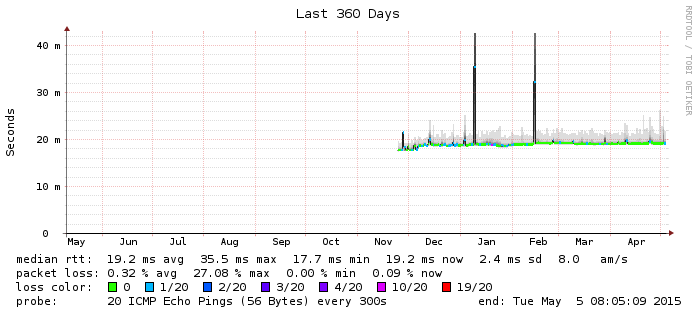 Last 360 Days
RRDTOOL / TOBI OETIKER
Seconds
40 m
30 m
20 m
10 m
0
May Jun Jul Aug Sep Oct Nov Dec Jan Feb Mar Apr
median rtt: 19.2 ms avg 35.5 ms max 17.7 ms min 19.2 ms now 2.4 ms sd 8.0 am/s
packet loss: 0.32 % avg 27.08 % max 0.00 % min 0.09 % now
loss color: 0 1/20 2/20 3/20 4/20 10/20 19/20
probe: 20 ICMP Echo Pings (56 Bytes) every 300s end: Tue May 5 08:05:09 2015